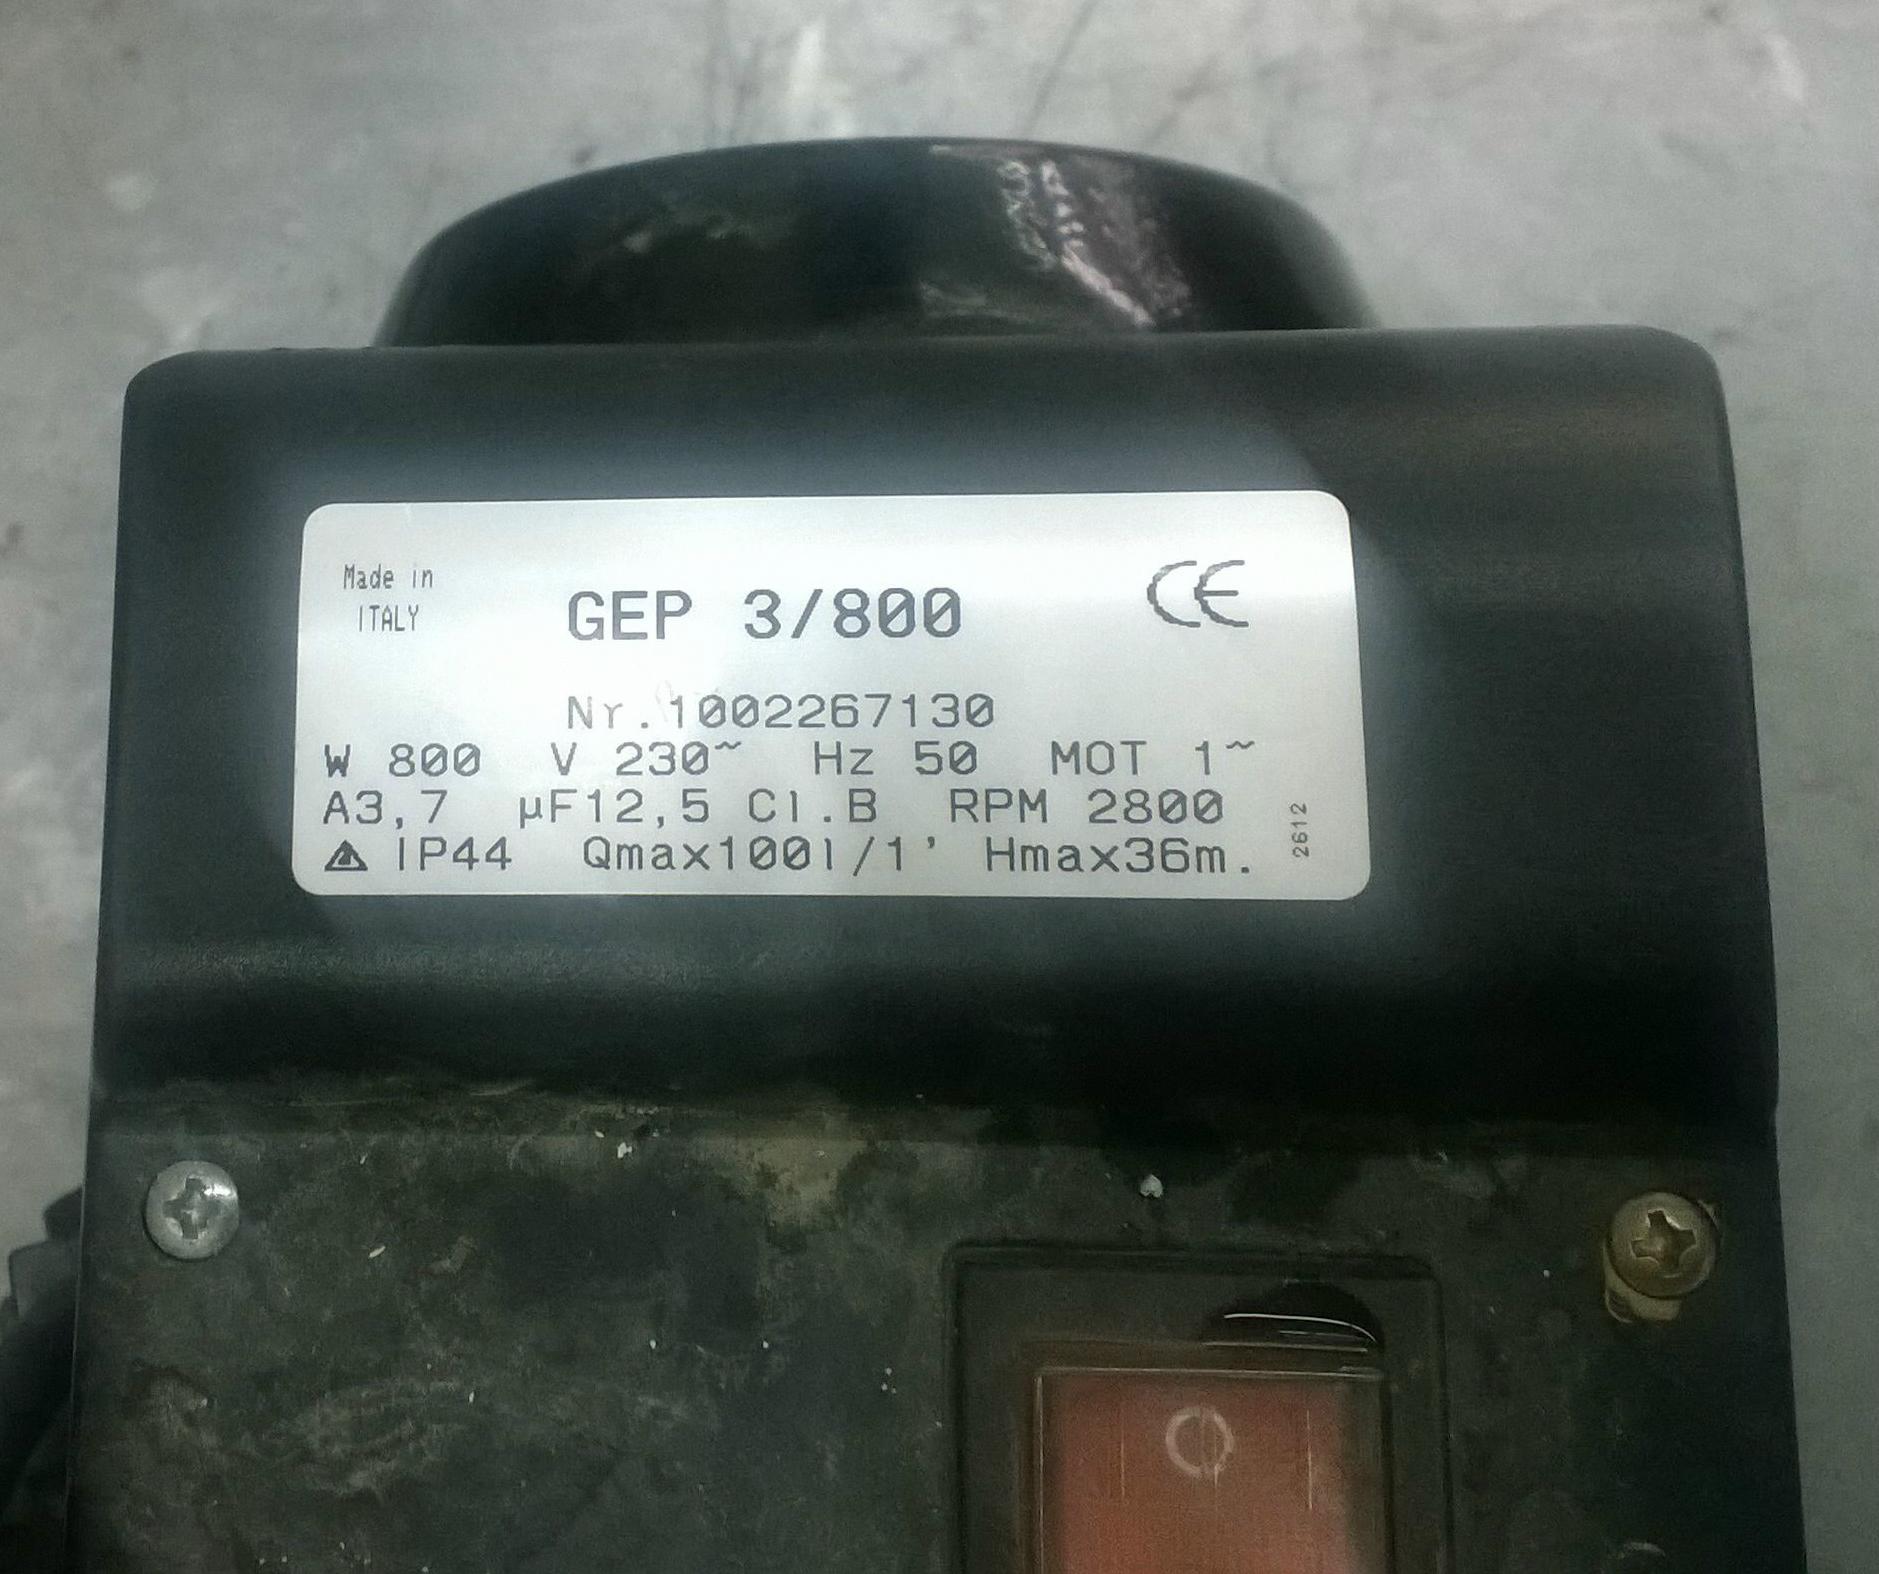 Made in
ITALY
GEP 3/800
CE
Nr.1002267130
W 800 V 230~ Hz 50 MOT 1~
A3,7 µF12,5 Cl.B RPM 2800
IP44 Qmax100l/1' Hmax36m.
2612